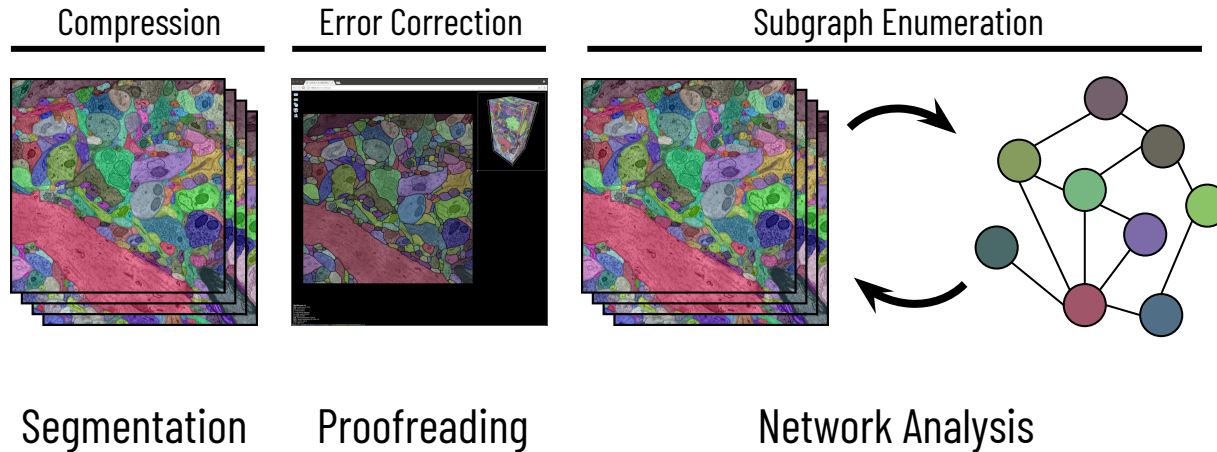 Compression
Error Correction
Subgraph Enumeration
Segmentation
Proofreading
Network Analysis